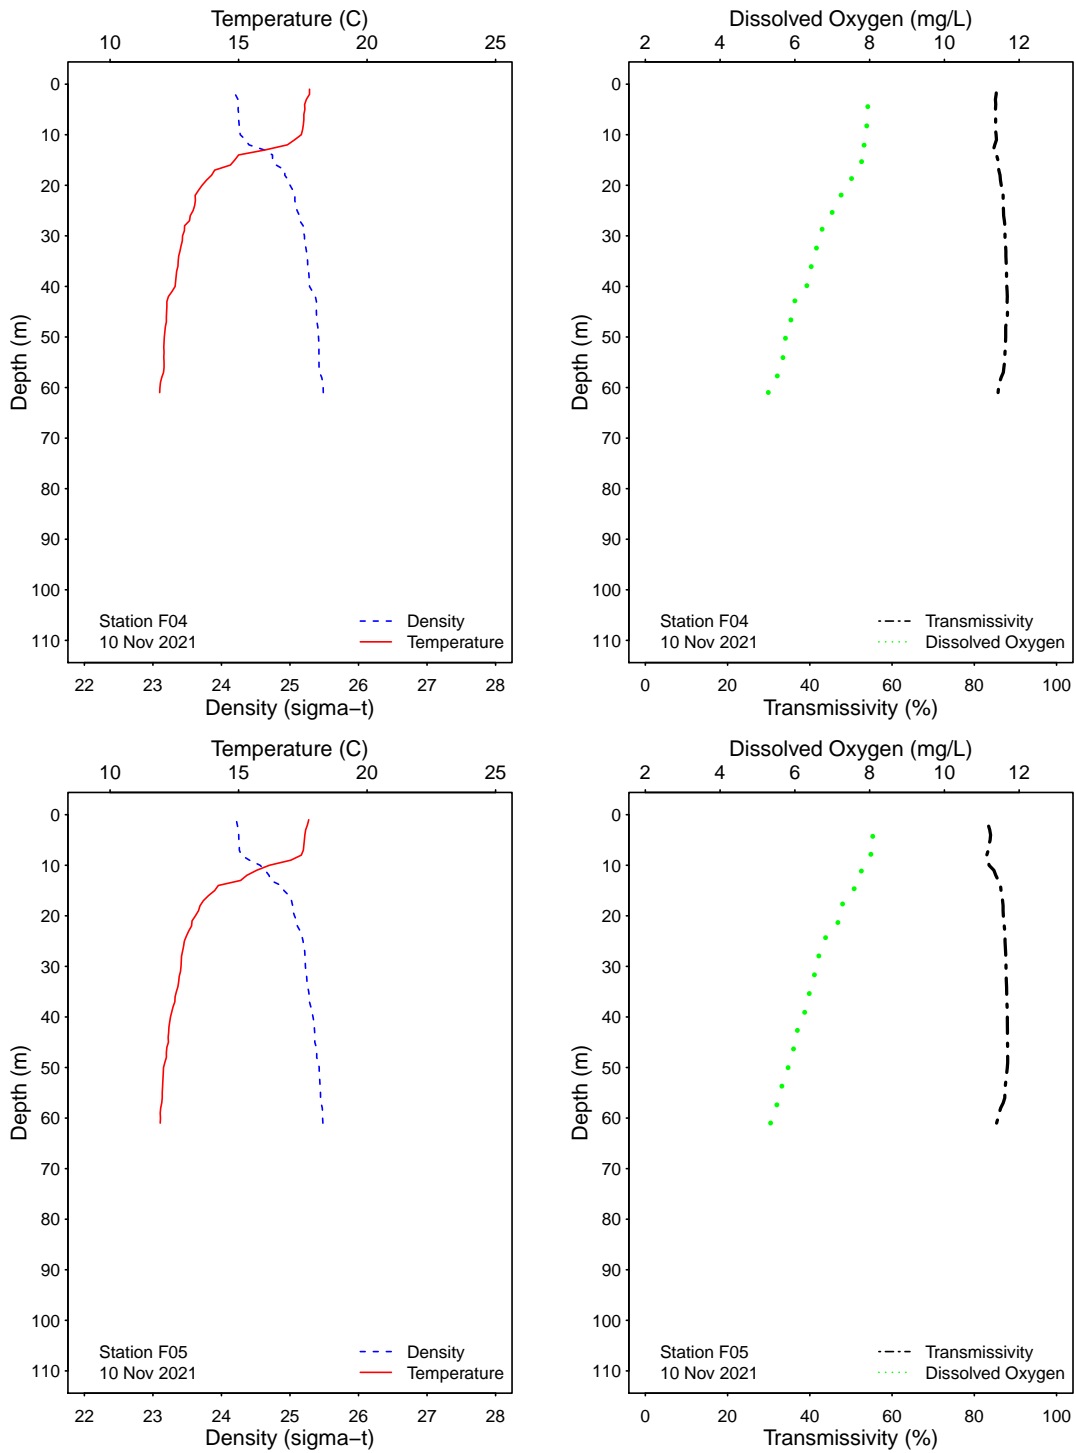 Temperature (C)
10 15 20 25
0
10
20
30
40
50
60
70
80
90
100
110
Depth (m)
Station F04
10 Nov 2021
Density
Temperature
22 23 24 25 26 27 28
Density (sigma−t)
Dissolved Oxygen (mg/L)
2 4 6 8 10 12
0
10
20
30
40
50
60
70
80
90
100
110
Depth (m)
Station F04
10 Nov 2021
Transmissivity
Dissolved Oxygen
0 20 40 60 80 100
Transmissivity (%)
Temperature (C)
10 15 20 25
0
10
20
30
40
50
60
70
80
90
100
110
Depth (m)
Station F05
10 Nov 2021
Density
Temperature
22 23 24 25 26 27 28
Density (sigma−t)
Dissolved Oxygen (mg/L)
2 4 6 8 10 12
0
10
20
30
40
50
60
70
80
90
100
110
Depth (m)
Station F05
10 Nov 2021
Transmissivity
Dissolved Oxygen
0 20 40 60 80 100
Transmissivity (%)